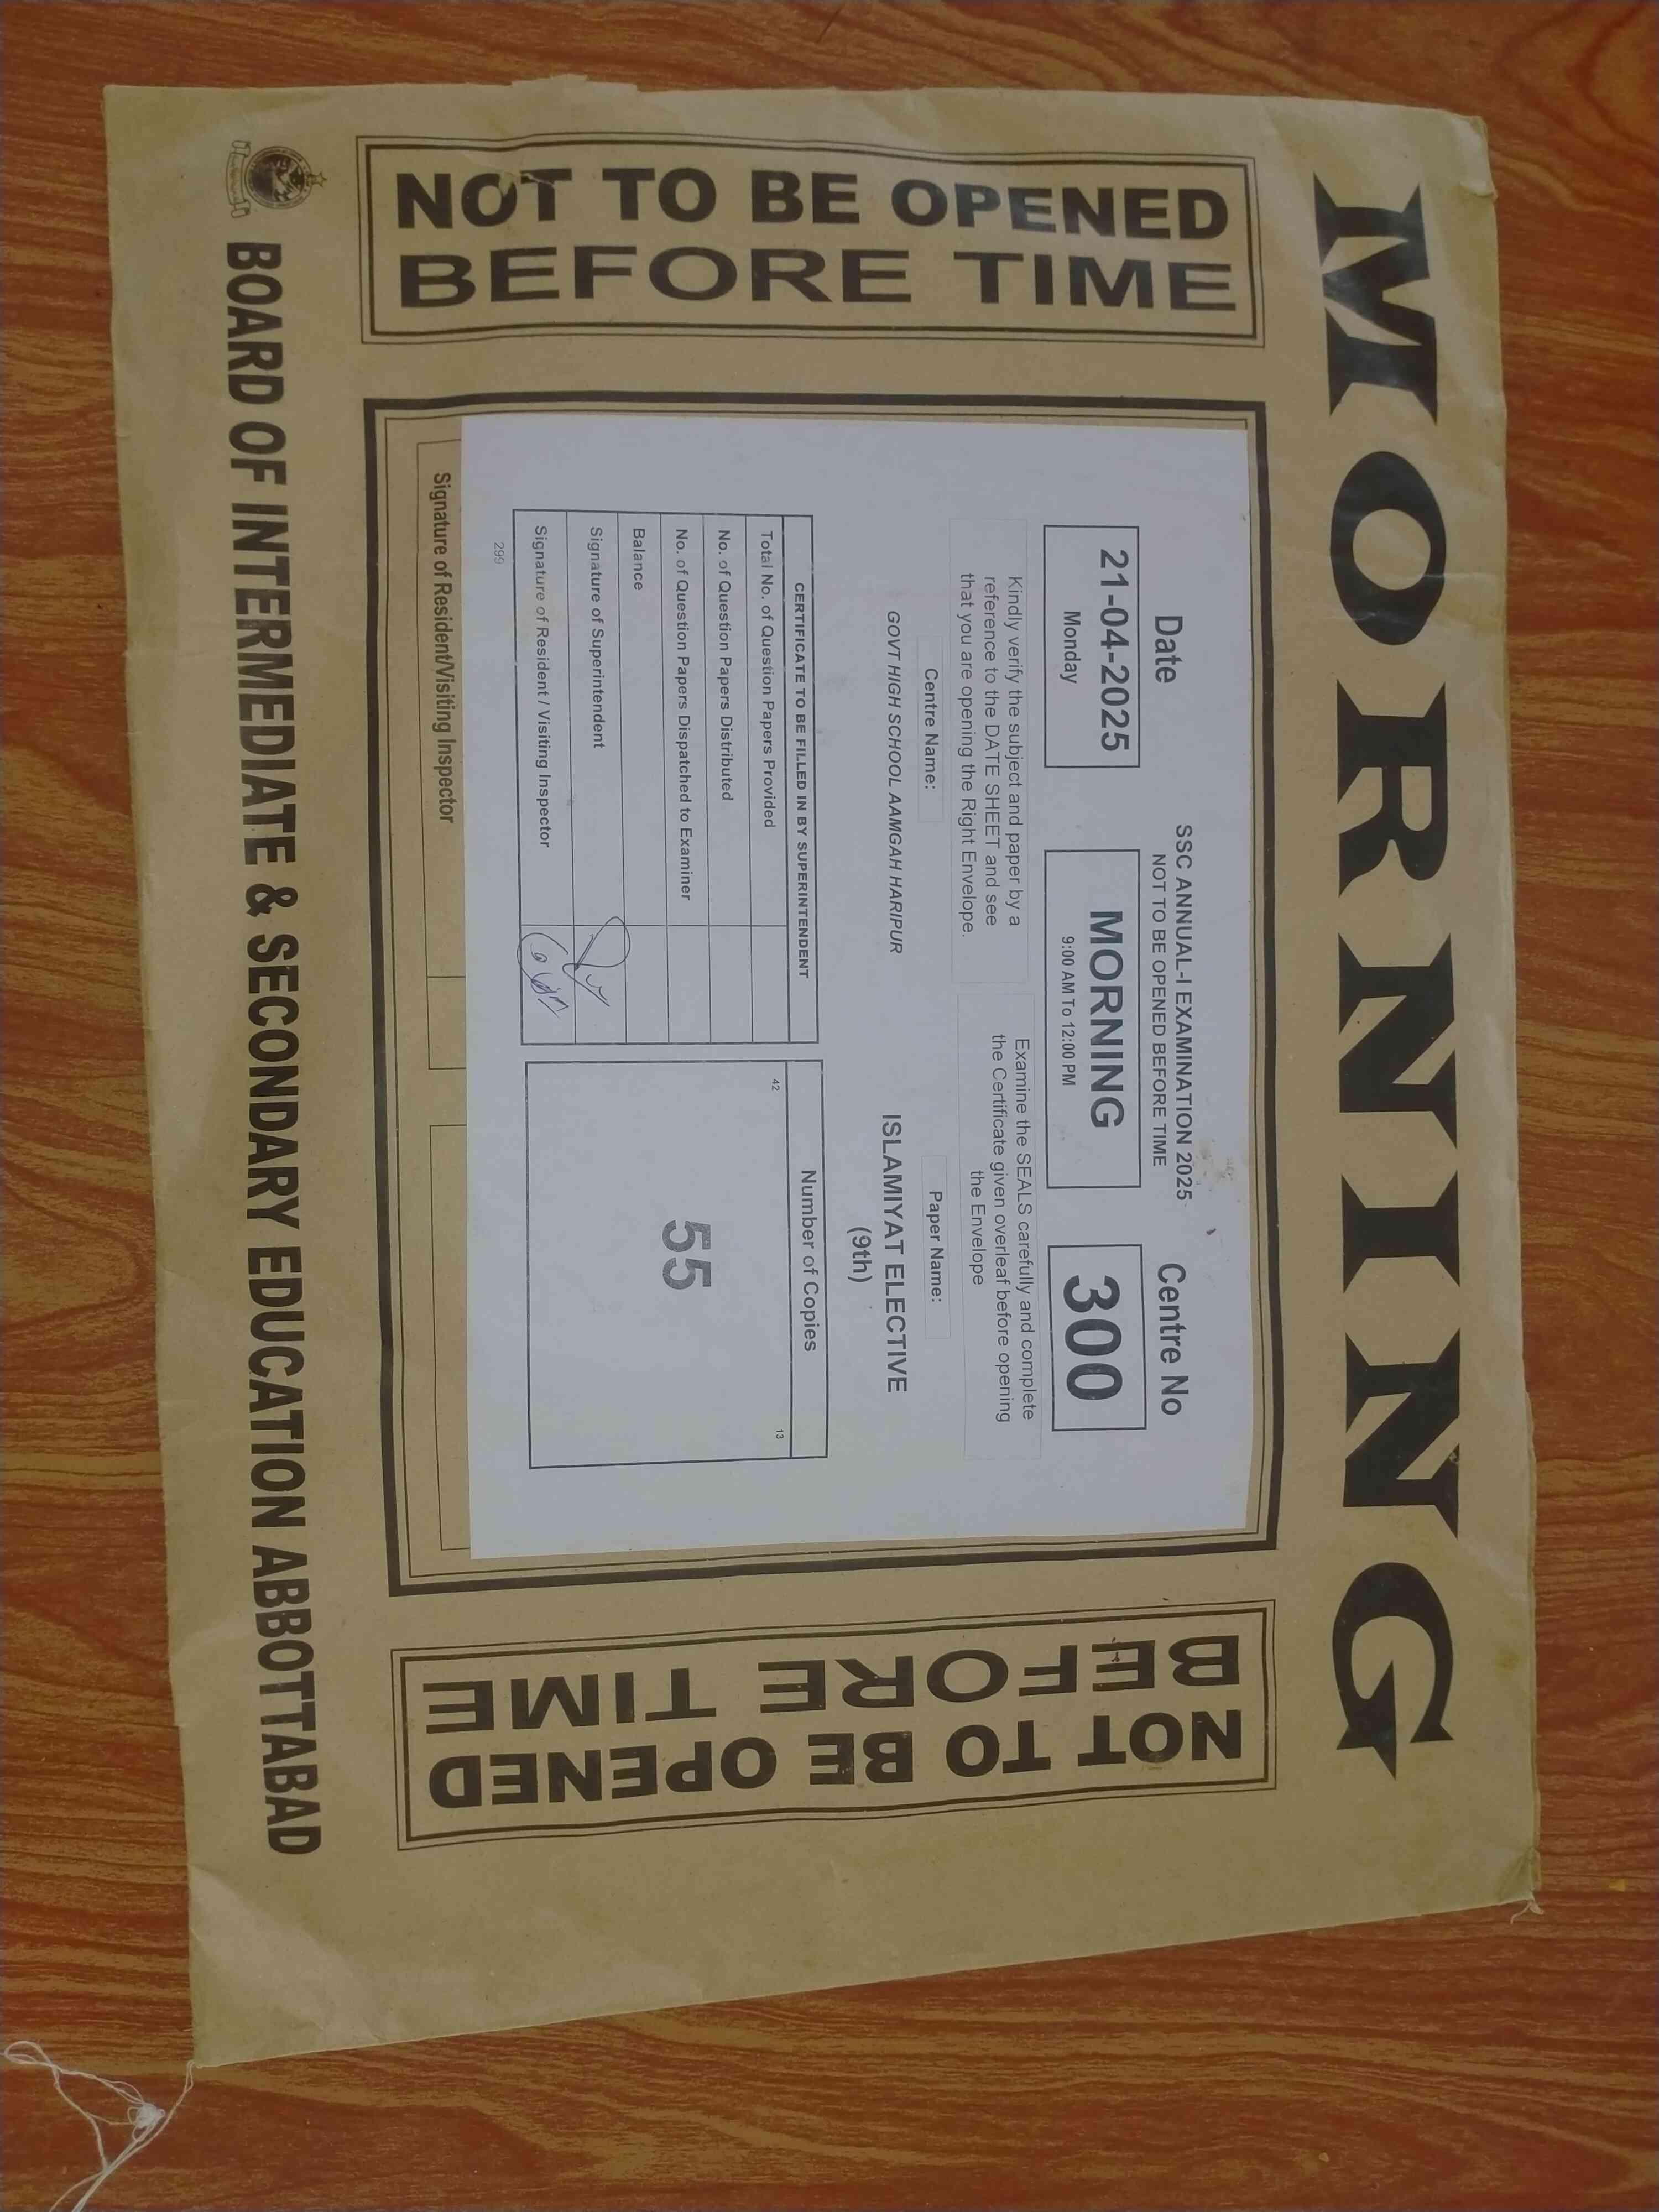 MORNING
NOT TO BE OPENED
BEFORE TIME
SSC ANNUAL-I EXAMINATION 2025
NOT TO BE OPENED BEFORE TIME
Date
Centre No
21-04-2025
Monday
MORNING
9:00 AM To 12:00 PM
300
Kindly verify the subject and paper by a
reference to the DATE SHEET and see
that you are opening the Right Envelope.
Examine the SEALS carefully and complete
the Certificate given overleaf before opening
the Envelope
Centre Name:
Paper Name:
GOVT HIGH SCHOOL AAMGAH HARIPUR
ISLAMIYAT ELECTIVE
(9th)
CERTIFICATE TO BE FILLED IN BY SUPERINTENDENT
Total No. of Question Papers Provided
No. of Question Papers Distributed
No. of Question Papers Dispatched to Examiner
Balance
Signature of Superintendent
Signature of Resident / Visiting Inspector
Number of Copies
42
13
55
299
Signature of Resident/Visiting Inspector
NOT TO BE OPENED
BEFORE TIME
BOARD OF INTERMEDIATE & SECONDARY EDUCATION ABBOTTABAD